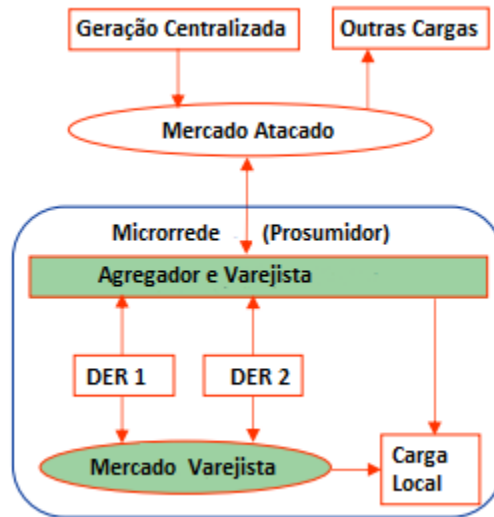 Geração Centralizada
Outras Cargas
Mercado Atacado
Microrrede (Prosumidor)
Agregador e Varejista
DER 1
DER 2
Mercado Varejista
Carga
Local